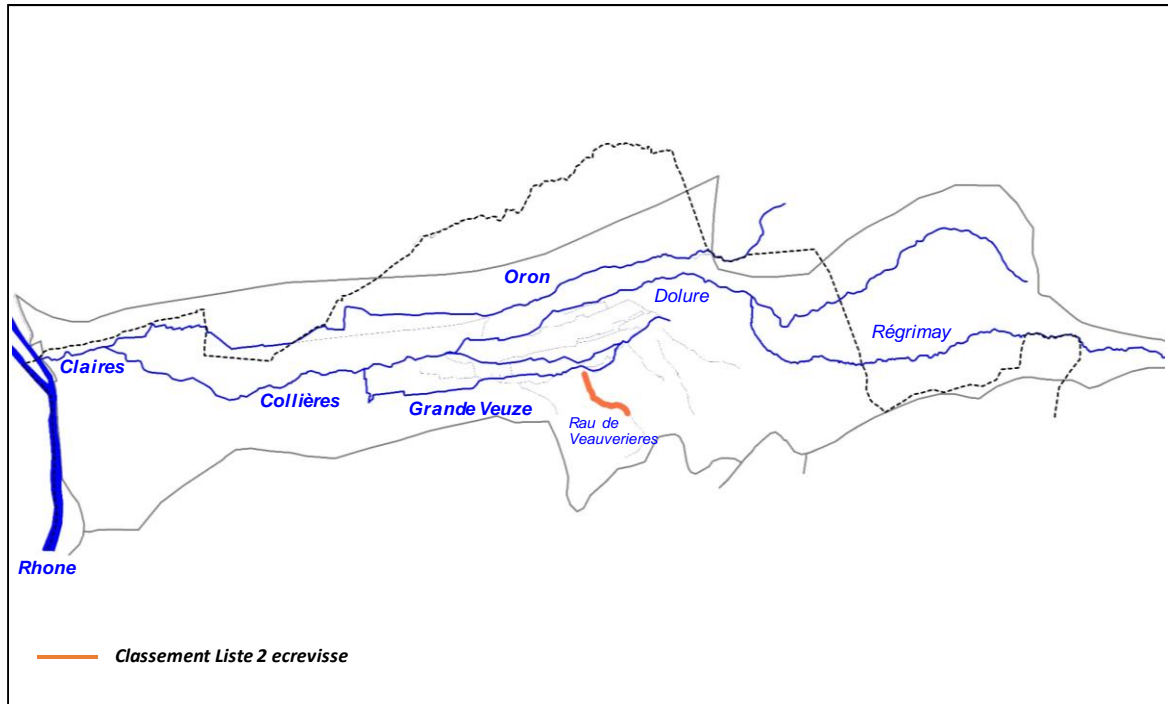 Oron
Dolure
Régrimay
Claires
Collières
Grande Veuze
Rau de
Veauverieres
Rhone
Classement Liste 2 ecrevisse